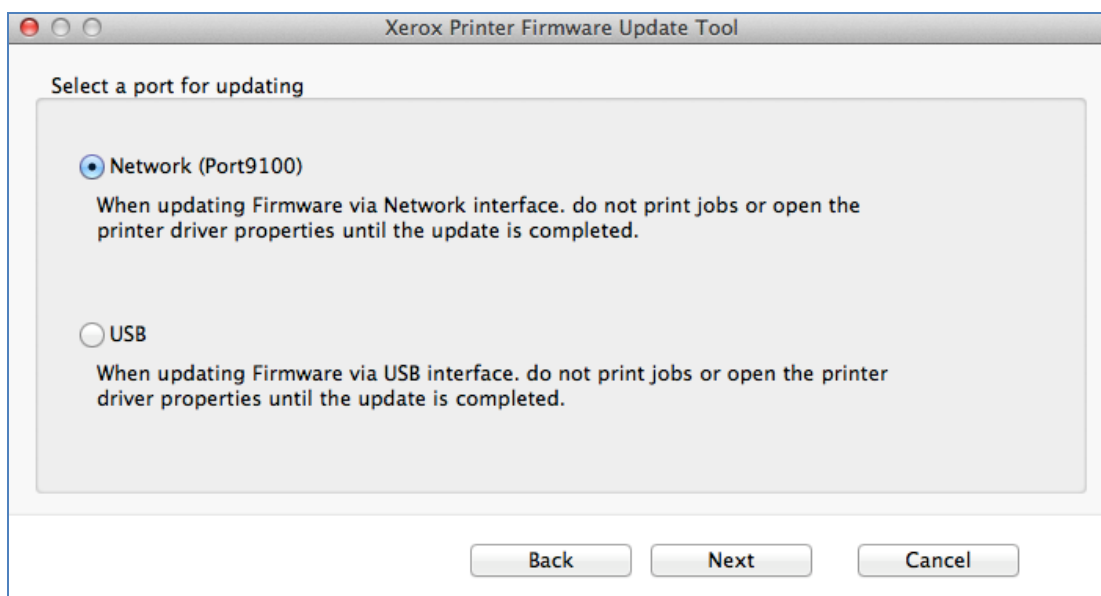 Xerox Printer Firmware Update Tool
Select a port for updating
Network (Port9100)
When updating Firmware via Network interface. do not print jobs or open the
printer driver properties until the update is completed.
USB
When updating Firmware via USB interface. do not print jobs or open the printer
driver properties until the update is completed.
Back Next Cancel